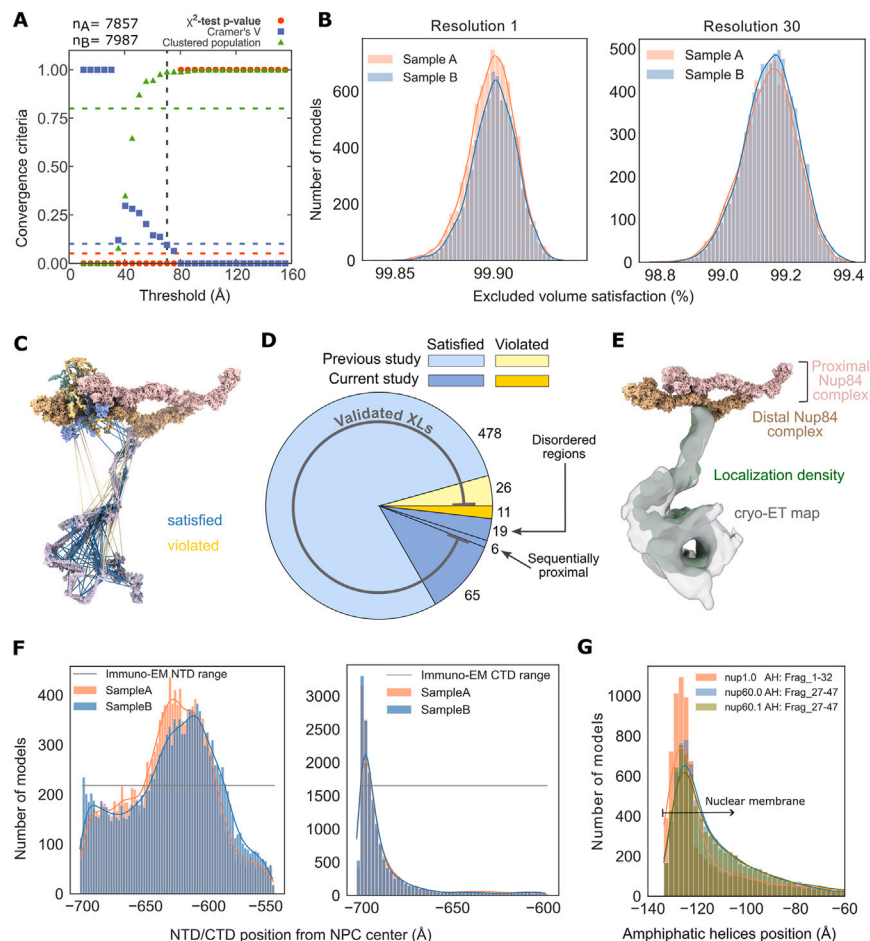 A
n_A= 7857
n_B= 7987
χ²-test p-value
Cramer's V
Clustered population
Convergence criteria
1.00
0.75
0.50
0.25
0.00
0 40 80 120 160
Threshold (Å)
B
Resolution 1
Sample A
Sample B
Number of models
600
400
200
0
99.85 99.90
Resolution 30
Sample A
Sample B
500
400
300
200
100
0
98.8 99.0 99.2 99.4
Excluded volume satisfaction (%)
C
satisfied
violated
D
Satisfied Violated
Previous study
Current study
Validated XLs
478
26
11
19
6
65
Disordered
regions
Sequentially
proximal
E
Proximal
Nup84
complex
Distal Nup84
complex
Localization density
cryo-ET map
F
Immuno-EM NTD range
SampleA
SampleB
Number of models
400
300
200
100
0
−700 −650 −600 −550
Immuno-EM CTD range
SampleA
SampleB
3000
2500
2000
1500
1000
500
0
−700 −650 −600
NTD/CTD position from NPC center (Å)
G
nup1.0 AH: Frag_1-32
nup60.0 AH: Frag_27-47
nup60.1 AH: Frag_27-47
Nuclear membrane
Number of models
1000
800
600
400
200
0
−140 −120 −100 −80 −60
Amphiphatic helices position (Å)